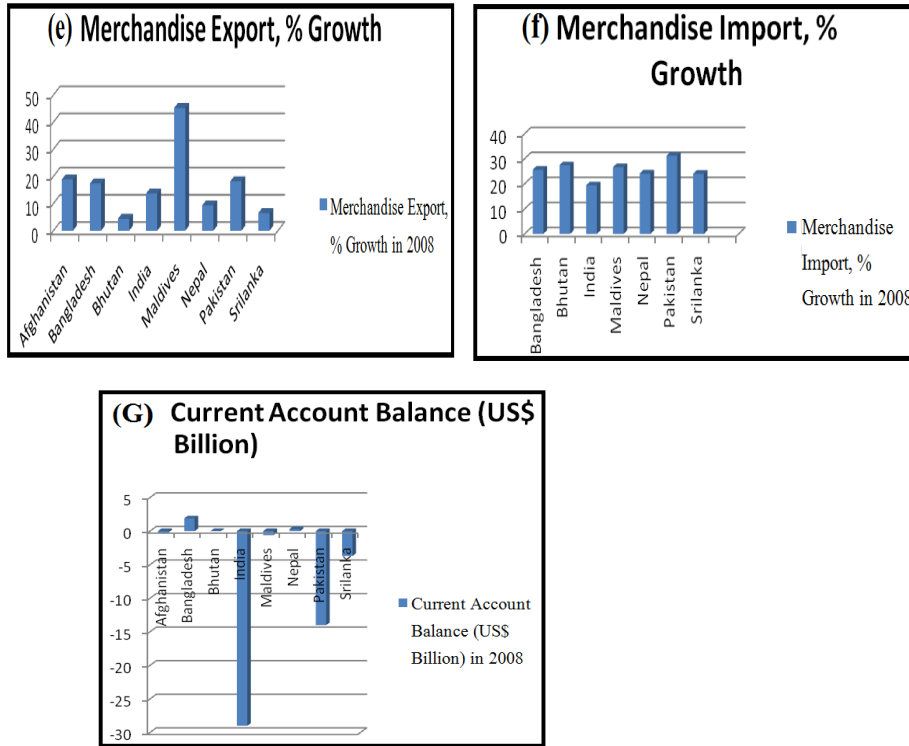 (e) Merchandise Export, % Growth
50
40
30
20
10
0
Afghanistan
Bangladesh
Bhutan
India
Maldives
Nepal
Pakistan
Srilanka
Merchandise Export,
% Growth in 2008
(f) Merchandise Import, %
Growth
40
30
20
10
0
Bangladesh
Bhutan
India
Maldives
Nepal
Pakistan
Srilanka
Merchandise
Import, %
Growth in 2008
(G) Current Account Balance (US$
Billion)
5
0
-5
-10
-15
-20
-25
-30
Afghanistan
Bangladesh
Bhutan
India
Maldives
Nepal
Pakistan
Srilanka
Current Account
Balance (US$
Billion) in 2008